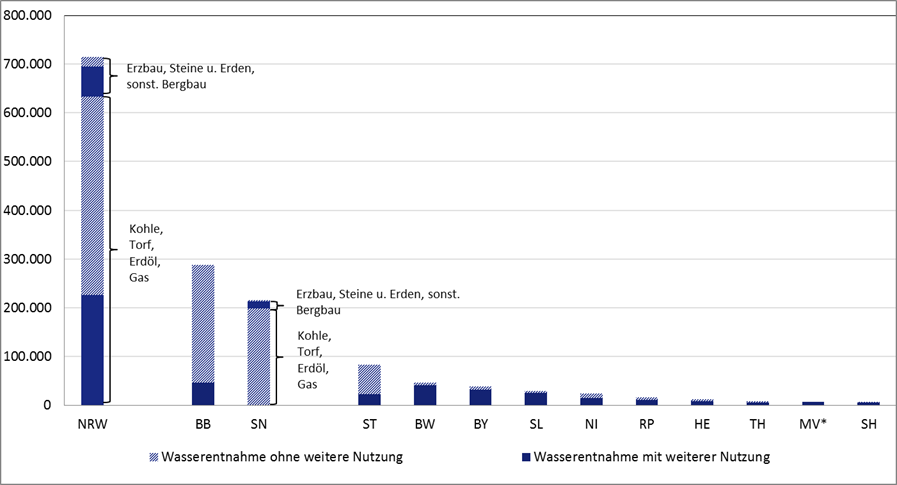 800.000
700.000
600.000
500.000
400.000
300.000
200.000
100.000
0
Erzbau, Steine u. Erden,
sonst. Bergbau
Kohle,
Torf,
Erdöl,
Gas
Erzbau, Steine u. Erden, sonst.
Bergbau
Kohle,
Torf,
Erdöl,
Gas
NRW BB SN ST BW BY SL NI RP HE TH MV* SH
Wasserentnahme ohne weitere Nutzung Wasserentnahme mit weiterer Nutzung